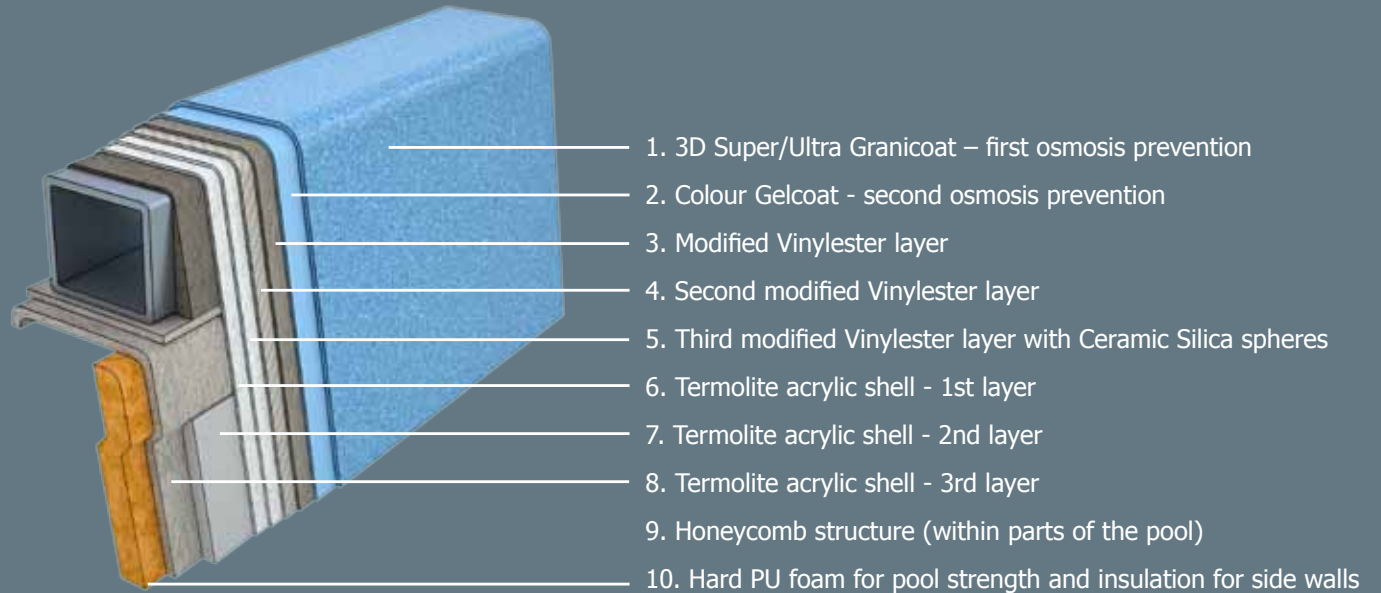 1. 3D Super/Ultra Granicoat – first osmosis prevention
2. Colour Gelcoat - second osmosis prevention
3. Modified Vinylester layer
4. Second modified Vinylester layer
5. Third modified Vinylester layer with Ceramic Silica spheres
6. Termolite acrylic shell - 1st layer
7. Termolite acrylic shell - 2nd layer
8. Termolite acrylic shell - 3rd layer
9. Honeycomb structure (within parts of the pool)
10. Hard PU foam for pool strength and insulation for side walls